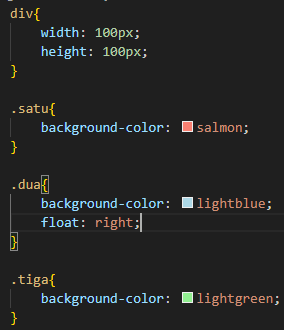 div{
    width: 100px;
    height: 100px;
}

.satu{
    background-color: salmon;
}

.dua{
    background-color: lightblue;
    float: right;
}

.tiga{
    background-color: lightgreen;
}